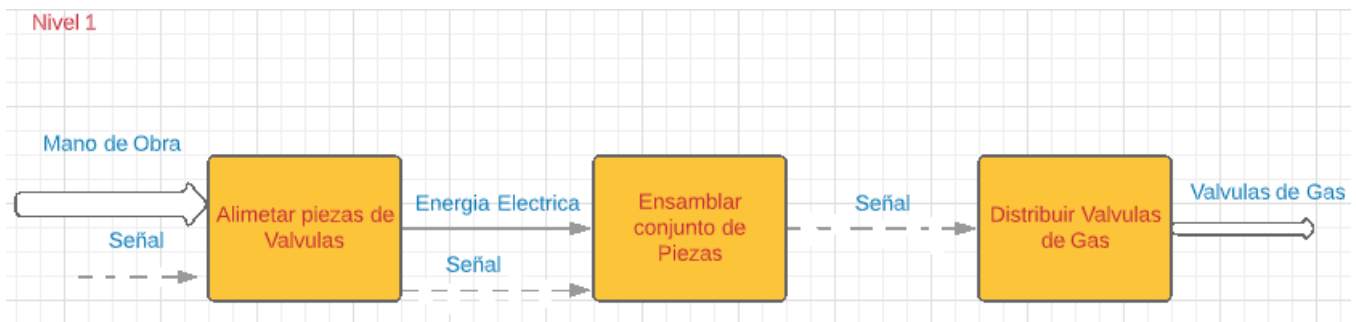 Nivel 1
Mano de Obra
Señal
Alimetar piezas de
Valvulas
Energia Electrica
Señal
Ensamblar
conjunto de
Piezas
Señal
Distribuir Valvulas
de Gas
Valvulas de Gas